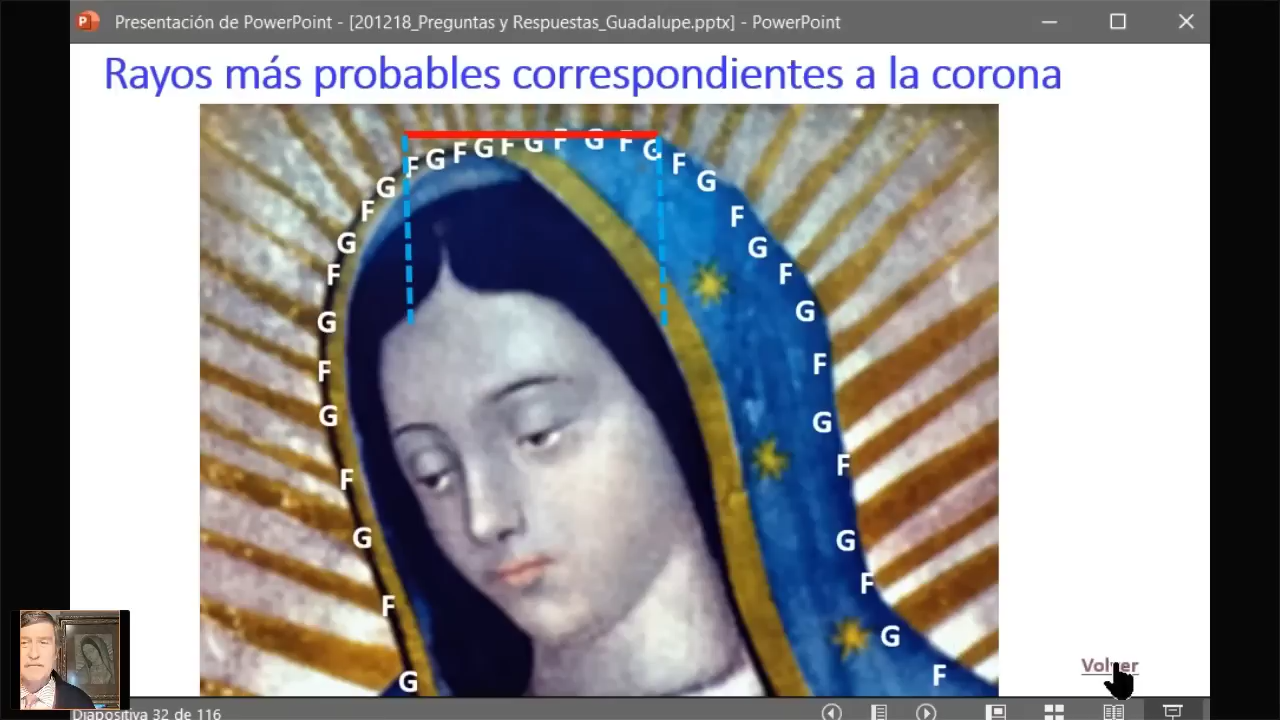 Presentación de PowerPoint - [201218_Preguntas y Respuestas_Guadalupe.pptx] - PowerPoint
Rayos más probables correspondientes a la corona
F G F G F G F G F G F G
G F
F G
G F
F G
G F
F G
G F
F G
G F
F G
G F
G
F
Volver
Diapositiva 32 de 116